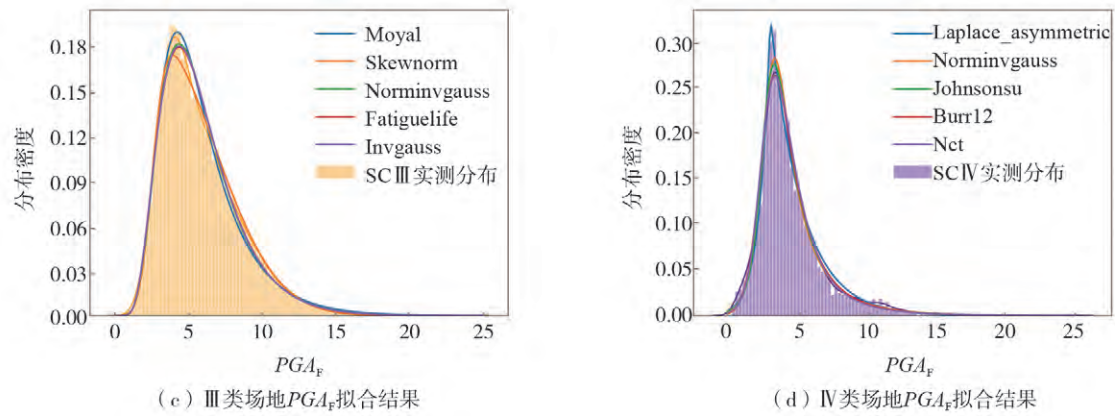 0.18
0.15
0.12
0.09
0.06
0.03
0.00
分布密度
0 5 10 15 20 25
PGA_F
Moyal
Skewnorm
Norminvgauss
Fatiguelife
Invgauss
SCⅢ实测分布
（c）Ⅲ类场地PGA_F拟合结果
0.30
0.25
0.20
0.15
0.10
0.05
0.00
分布密度
0 5 10 15 20 25
PGA_F
Laplace_asymmetric
Norminvgauss
Johnsonsu
Burr12
Nct
SCⅣ实测分布
（d）Ⅳ类场地PGA_F拟合结果